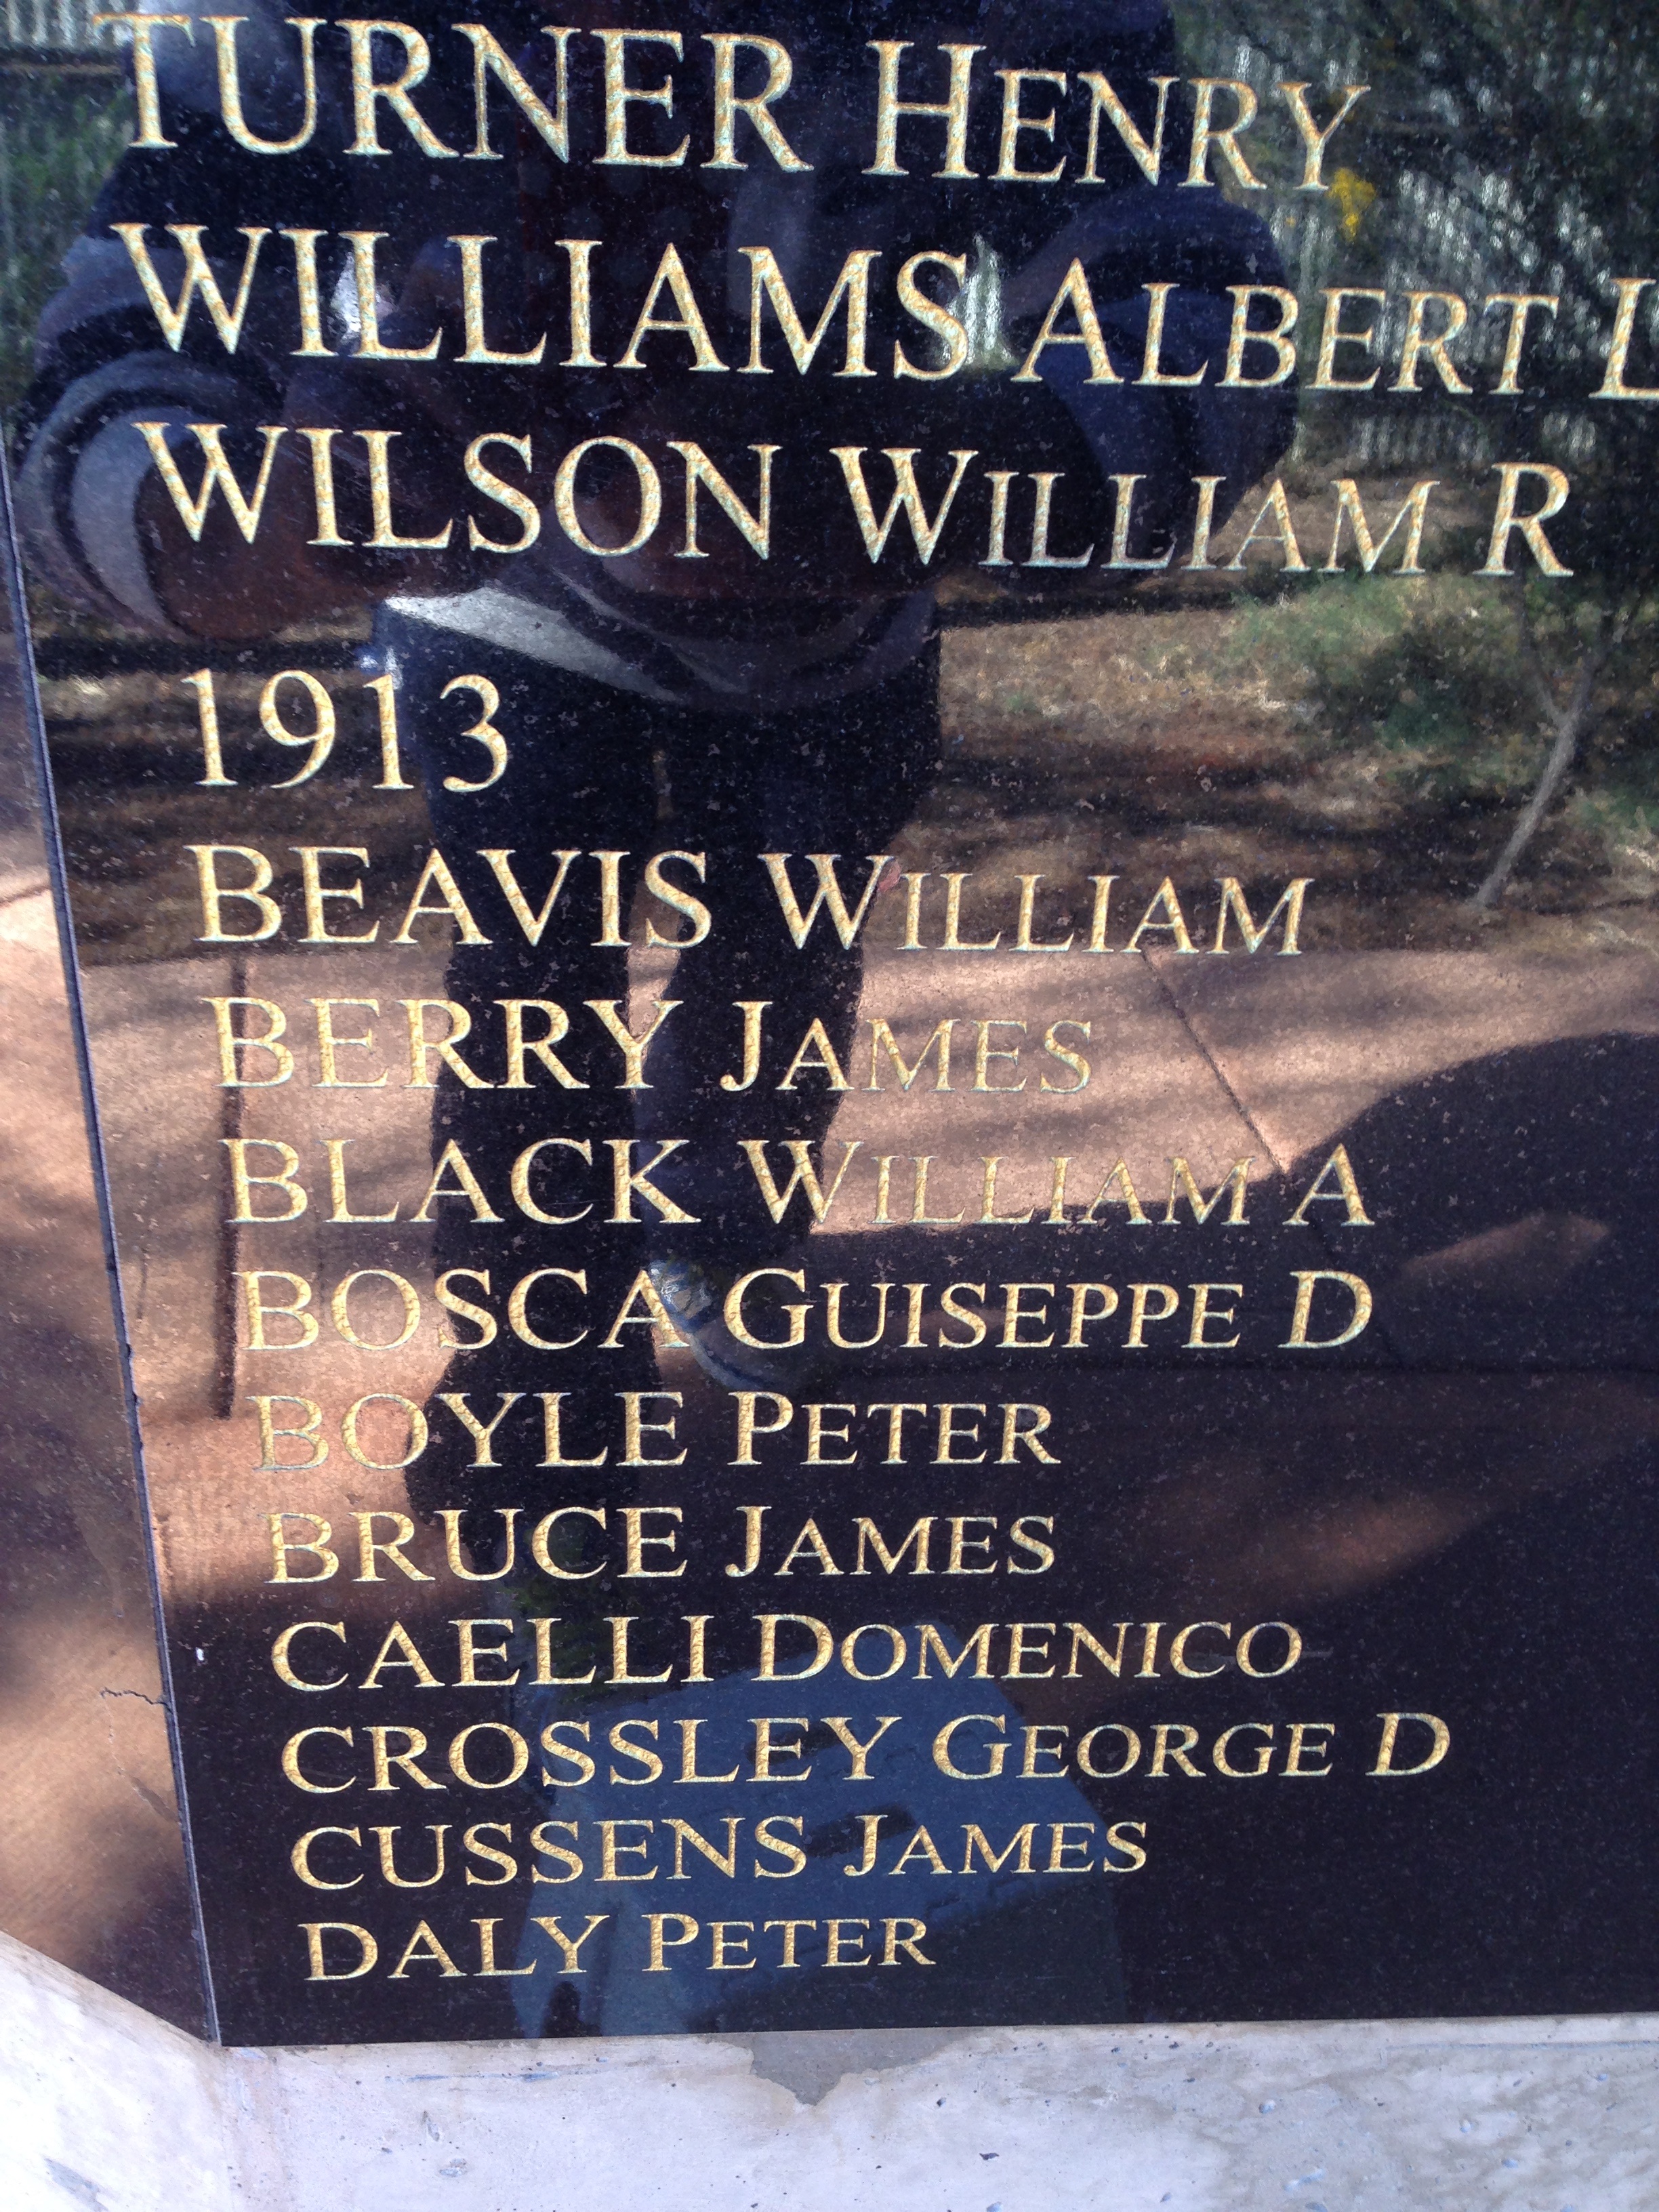 TURNER HENRY
WILLIAMS ALBERT L
WILSON WILLIAM R
1913
BEAVIS WILLIAM
BERRY JAMES
BLACK WILLIAM A
BOSCA GUISEPPE D
BOYLE PETER
BRUCE JAMES
CAELLI DOMENICO
CROSSLEY GEORGE D
CUSSENS JAMES
DALY PETER